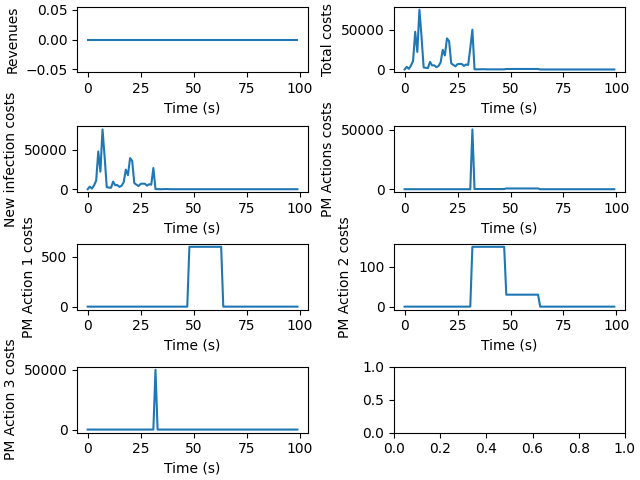 Revenues
0.05
0.00
−0.05
0 25 50 75 100
Time (s)
Total costs
50000
0
0 25 50 75 100
Time (s)
New infection costs
50000
0
0 25 50 75 100
Time (s)
PM Actions costs
50000
0
0 25 50 75 100
Time (s)
PM Action 1 costs
500
0
0 25 50 75 100
Time (s)
PM Action 2 costs
100
0
0 25 50 75 100
Time (s)
PM Action 3 costs
50000
0
0 25 50 75 100
Time (s)
1.0
0.5
0.0
0.0 0.2 0.4 0.6 0.8 1.0